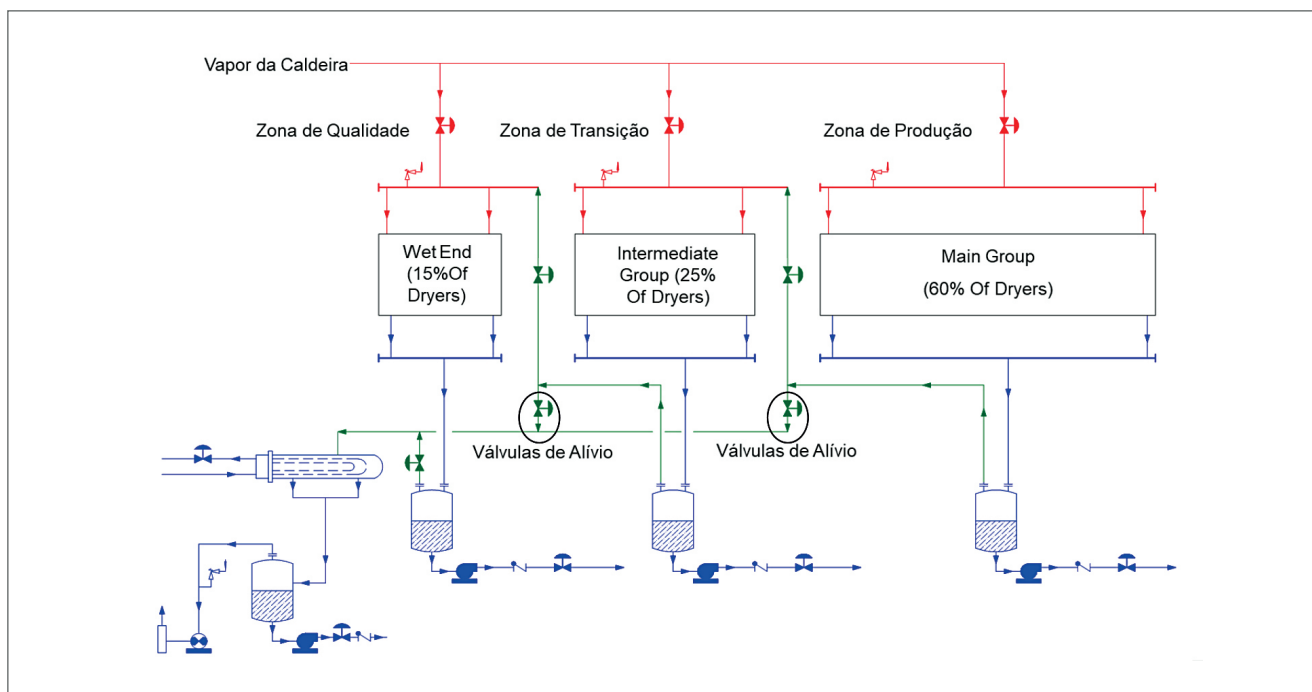 Vapor da Caldeira
Zona de Qualidade
Zona de Transição
Zona de Produção
Wet End
(15%Of
Dryers)
Intermediate
Group (25%
Of Dryers)
Main Group
(60% Of Dryers)
Válvulas de Alívio
Válvulas de Alívio